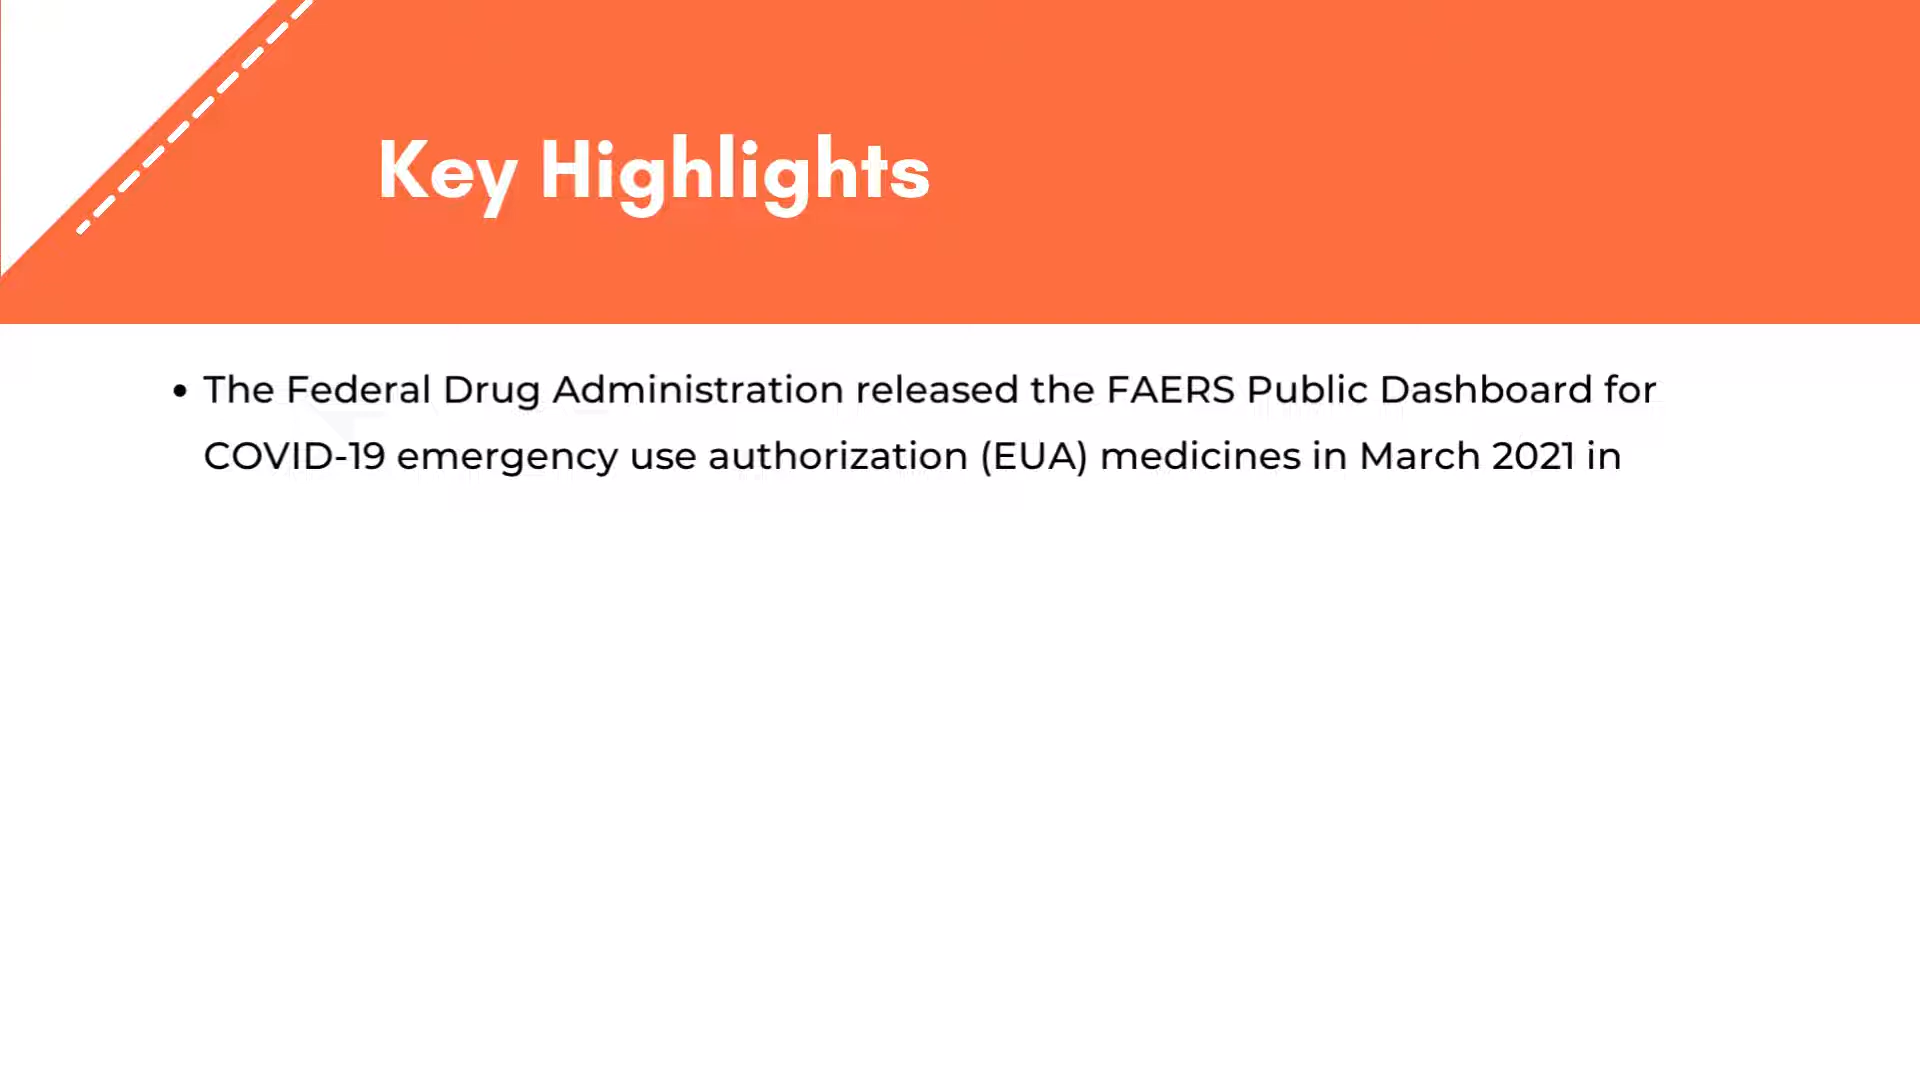 Key Highlights
• The Federal Drug Administration released the FAERS Public Dashboard for
COVID-19 emergency use authorization (EUA) medicines in March 2021 in